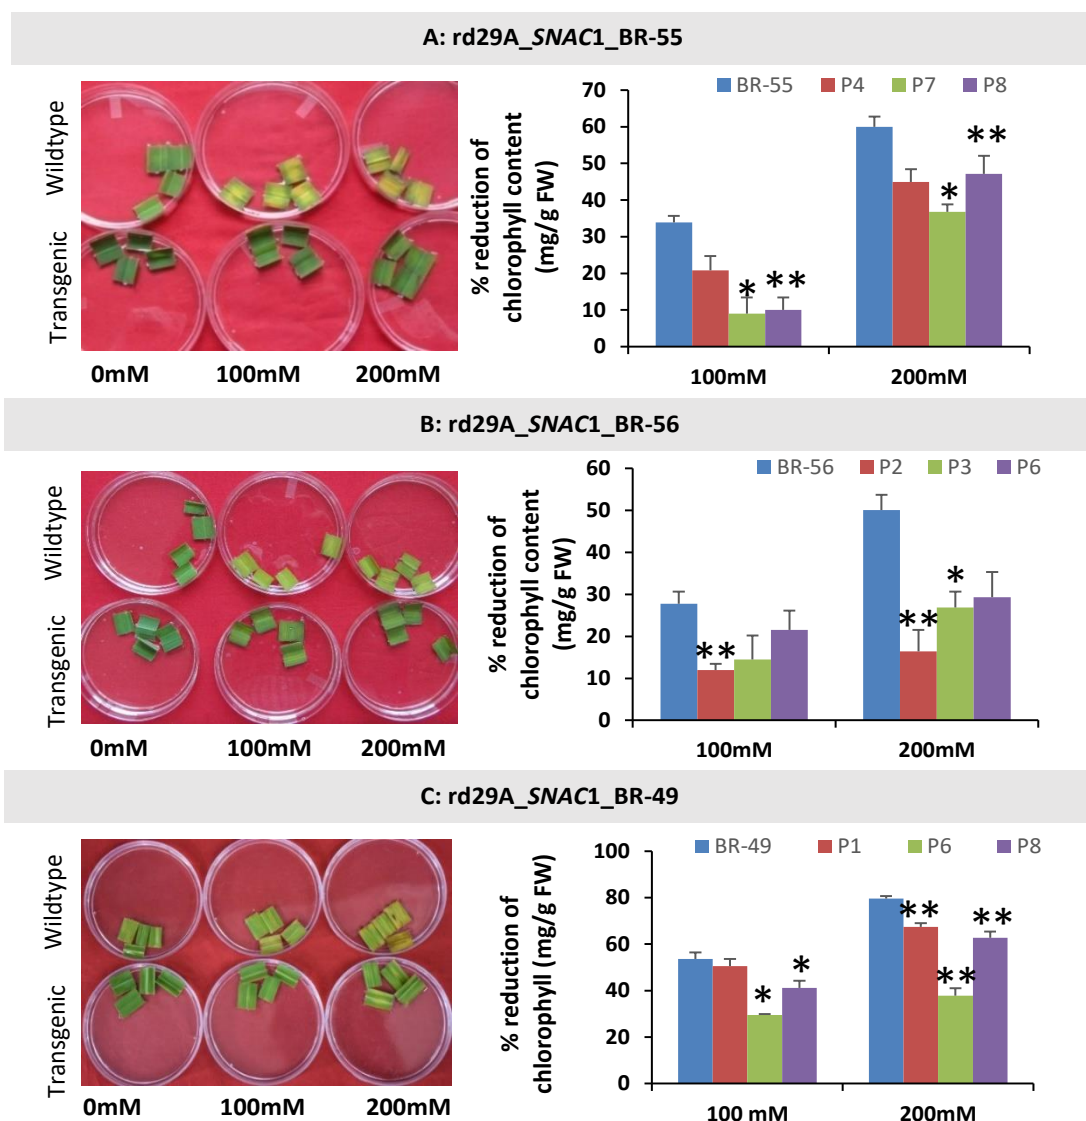 A: rd29A_SNAC1_BR-55
Wildtype
Transgenic
0mM 100mM 200mM
% reduction of
chlorophyll content
(mg/g FW)
BR-55 P4 P7 P8
70
60
50
40
30
20
10
0
* ** * **
100mM 200mM
B: rd29A_SNAC1_BR-56
Wildtype
Transgenic
0mM 100mM 200mM
% reduction of
chlorophyll content
(mg/g FW)
BR-56 P2 P3 P6
60
50
40
30
20
10
0
** ** *
100mM 200mM
C: rd29A_SNAC1_BR-49
Wildtype
Transgenic
0mM 100mM 200mM
% reduction of
chlorophyll (mg/g FW)
BR-49 P1 P6 P8
100
80
60
40
20
0
* * ** ** **
100 mM 200mM